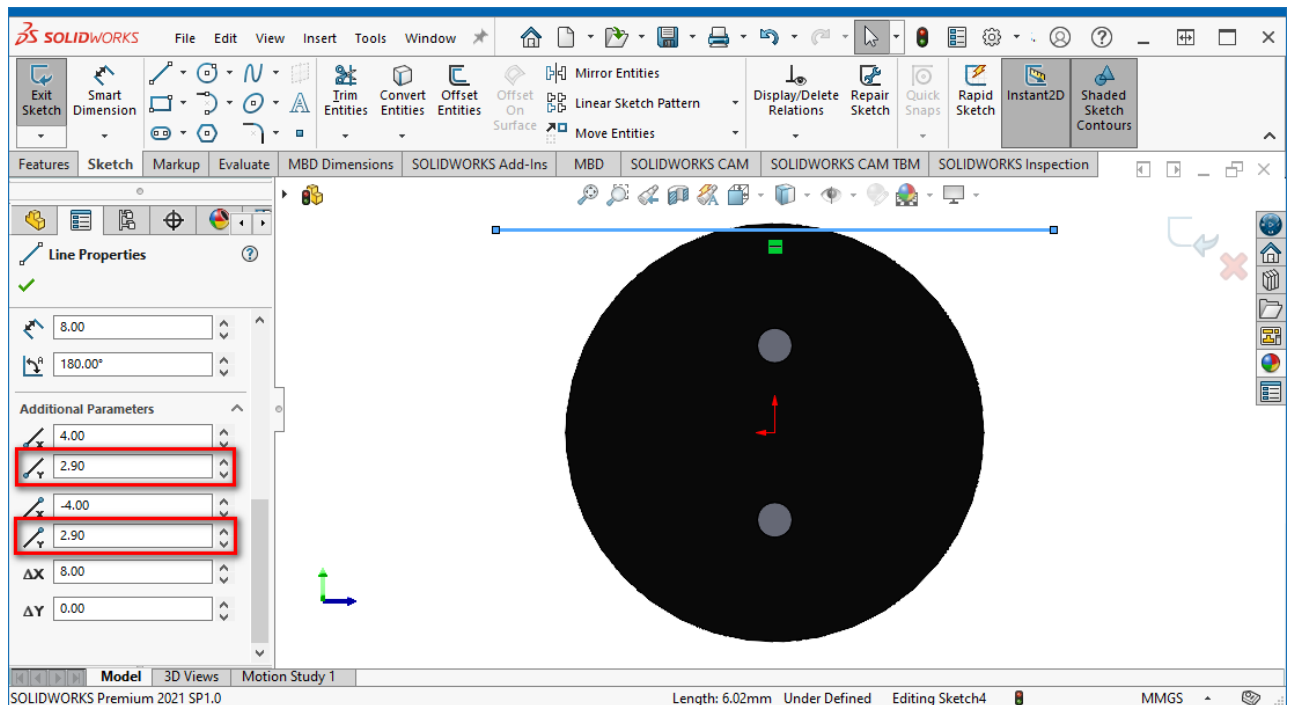 SOLIDWORKS File Edit View Insert Tools Window
Exit Sketch
Smart Dimension
Trim Entities
Convert Entities
Offset Entities
Offset On Surface
Mirror Entities
Linear Sketch Pattern
Move Entities
Display/Delete Relations
Repair Sketch
Quick Snaps
Rapid Sketch
Instant2D
Shaded Sketch Contours
Features Sketch Markup Evaluate MBD Dimensions SOLIDWORKS Add-Ins MBD SOLIDWORKS CAM SOLIDWORKS CAM TBM SOLIDWORKS Inspection
Line Properties
8.00
180.00°
Additional Parameters
X 4.00
Y 2.90
X -4.00
Y 2.90
ΔX 8.00
ΔY 0.00
Model 3D Views Motion Study 1
SOLIDWORKS Premium 2021 SP1.0 Length: 6.02mm Under Defined Editing Sketch4 MMGS